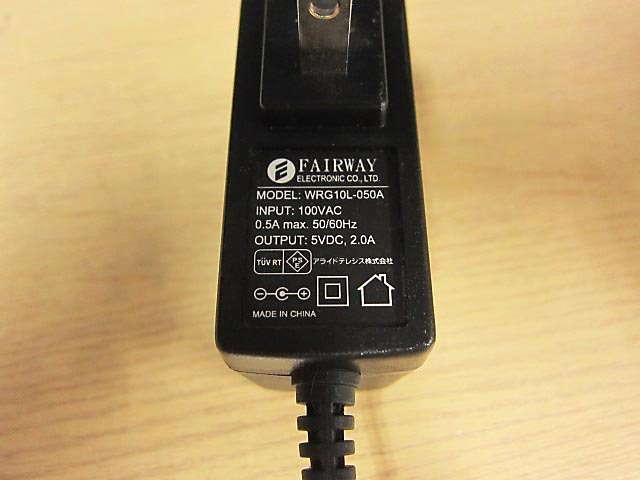 FAIRWAY
ELECTRONIC CO., LTD.
MODEL: WRG10L-050A
INPUT: 100VAC
0.5A max. 50/60Hz
OUTPUT: 5VDC, 2.0A
TÜV RT PS E アライドテレシス株式会社
MADE IN CHINA